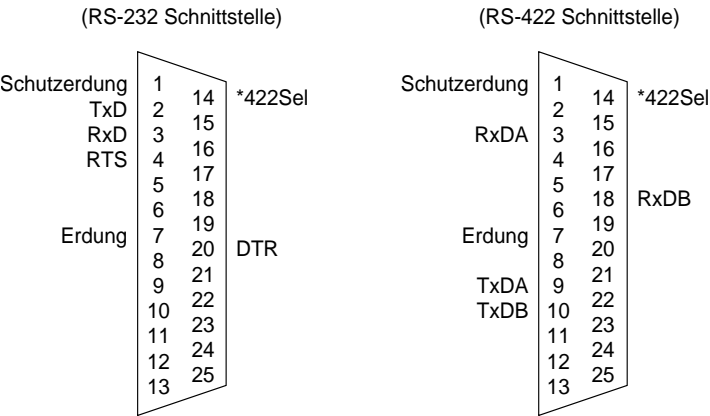 (RS-232 Schnittstelle)
Schutzerdung 1
14 *422Sel
TxD 2
15
RxD 3
16
RTS 4
17
5
18
6
19
Erdung 7
20 DTR
8
21
9
22
10
23
11
24
12
25
13
(RS-422 Schnittstelle)
Schutzerdung 1
14 *422Sel
2
15
RxDA 3
16
4
17
5
18 RxDB
6
19
Erdung 7
20
8
21
TxDA 9
22
TxDB 10
23
11
24
12
25
13